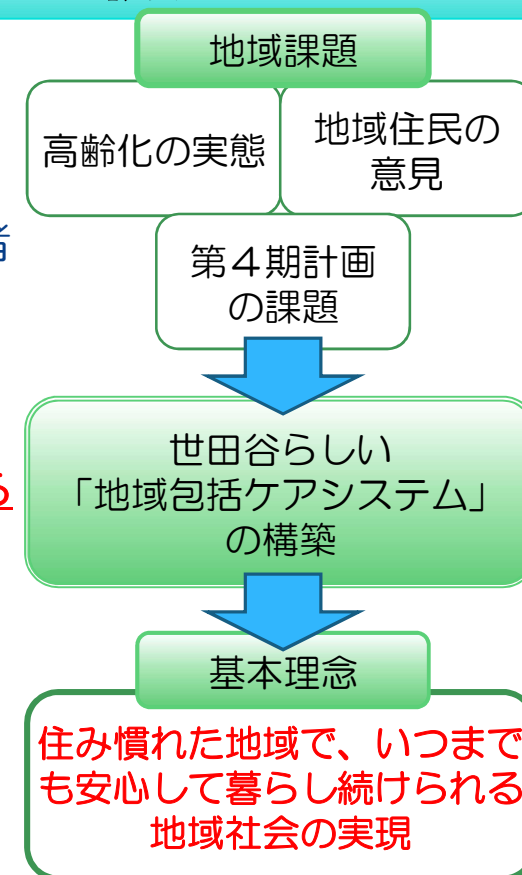 地域課題
高齢化の実態
地域住民の
意見
者
第４期計画
の課題
世田谷らしい
「地域包括ケアシステム」
の構築
る
基本理念
住み慣れた地域で、いつまで
も安心して暮らし続けられる
地域社会の実現